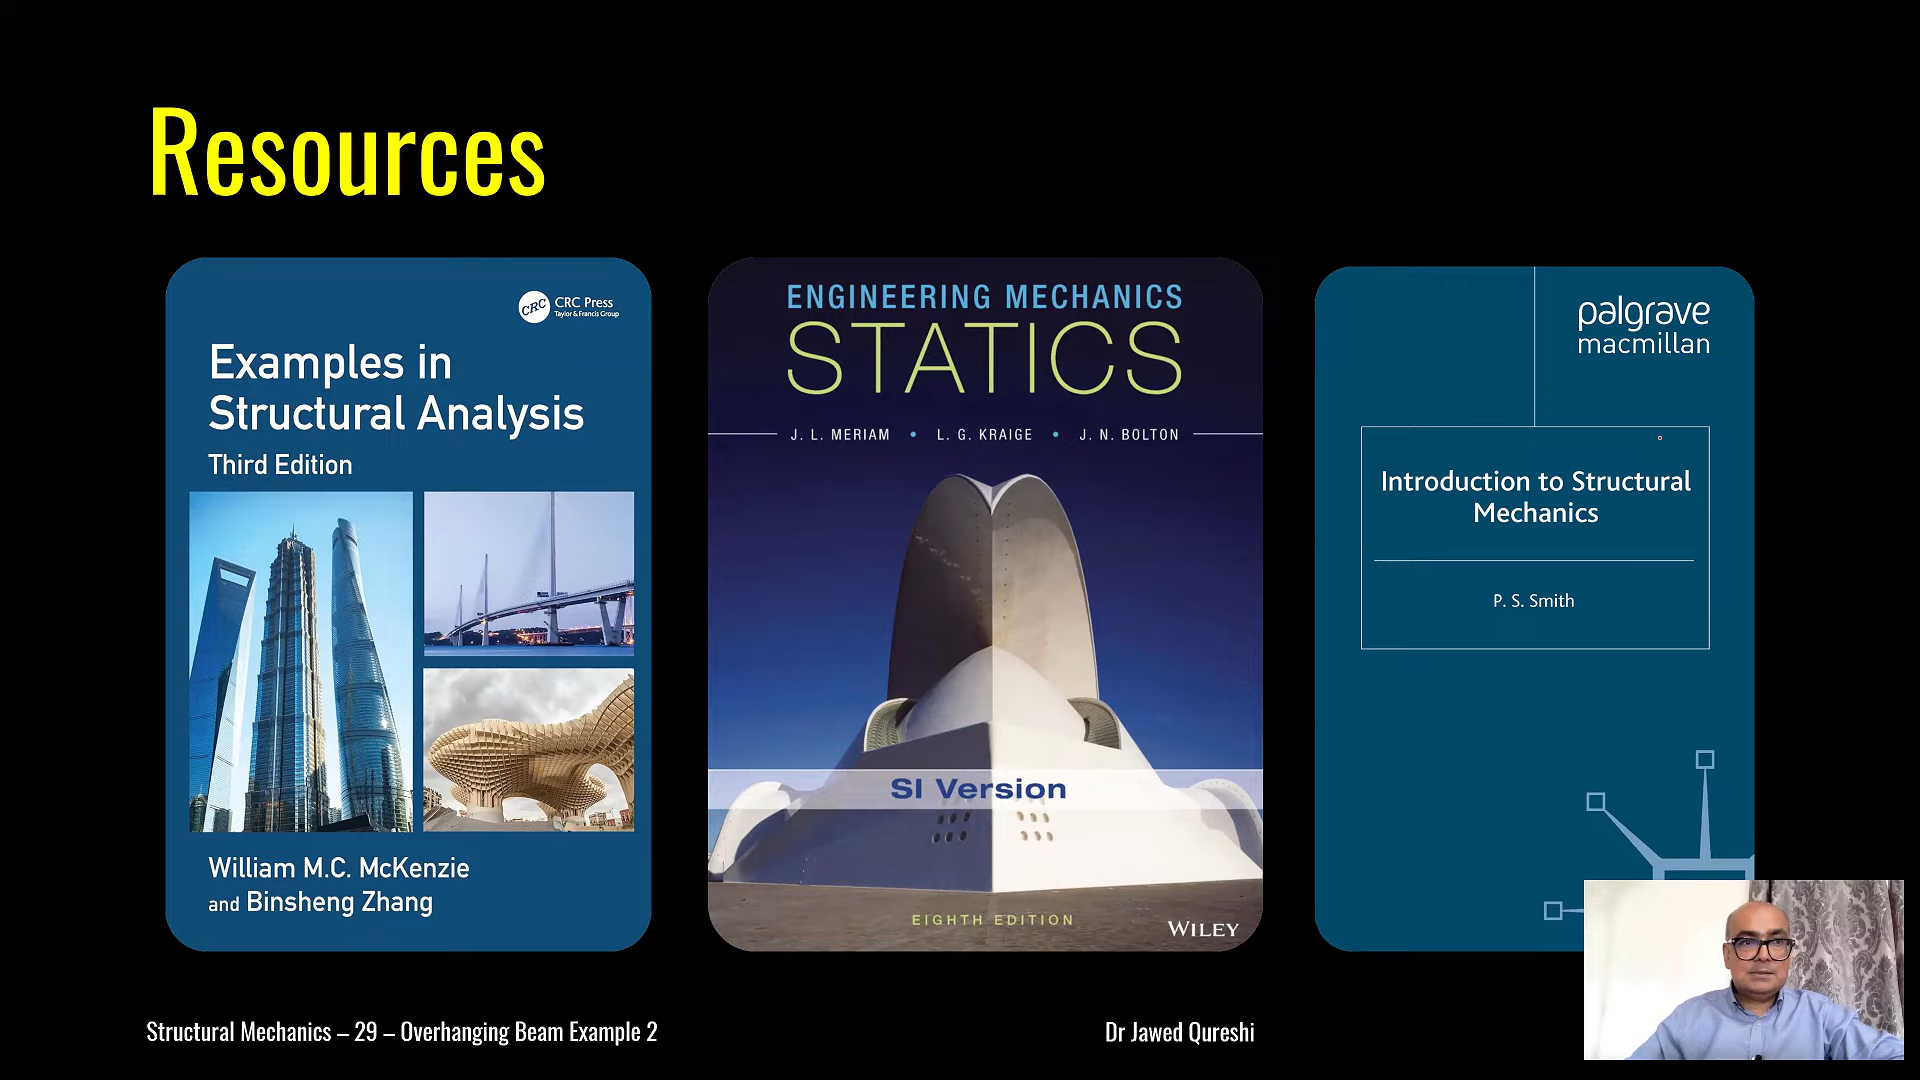 Resources
CRC
CRC Press
Taylor & Francis Group
Examples in
Structural Analysis
Third Edition
William M.C. McKenzie
and Binsheng Zhang
ENGINEERING MECHANICS
STATICS
J. L. MERIAM • L. G. KRAIGE • J. N. BOLTON
SI Version
EIGHTH EDITION
WILEY
palgrave
macmillan
Introduction to Structural
Mechanics
P. S. Smith
Structural Mechanics – 29 – Overhanging Beam Example 2
Dr Jawed Qureshi